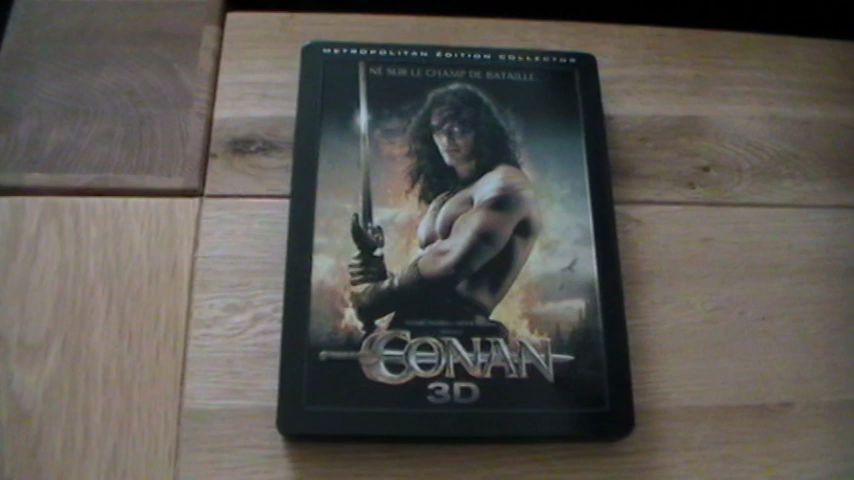 METROPOLITAN ÉDITION COLLECTOR
NÉ SUR LE CHAMP DE BATAILLE.
CONAN
3D